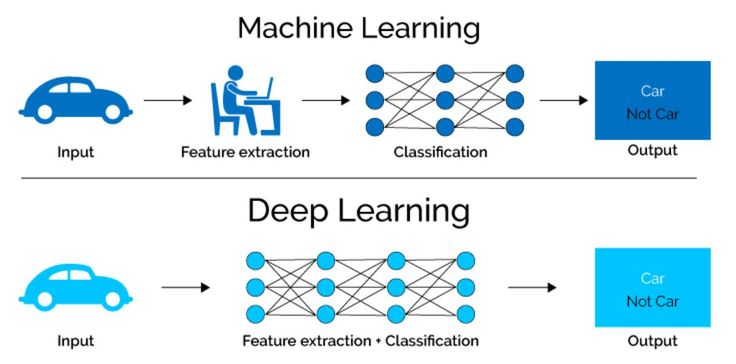 Machine Learning
Car
Not Car
Input
Feature extraction
Classification
Output
Deep Learning
Car
Not Car
Input
Feature extraction + Classification
Output